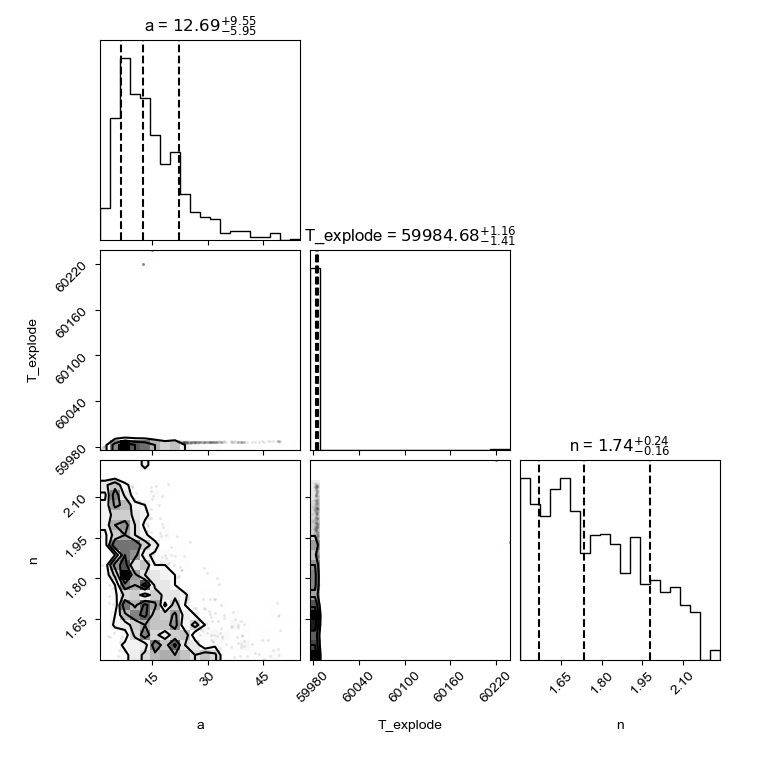 a = 12.69+9.55−5.95
60220
60160
60100
60040
59980
T_explode
T_explode = 59984.68+1.16−1.41
2.10
1.95
1.80
1.65
n
n = 1.74+0.24−0.16
15 30 45
59980 60040 60100 60160 60220
1.65 1.80 1.95 2.10
a
T_explode
n